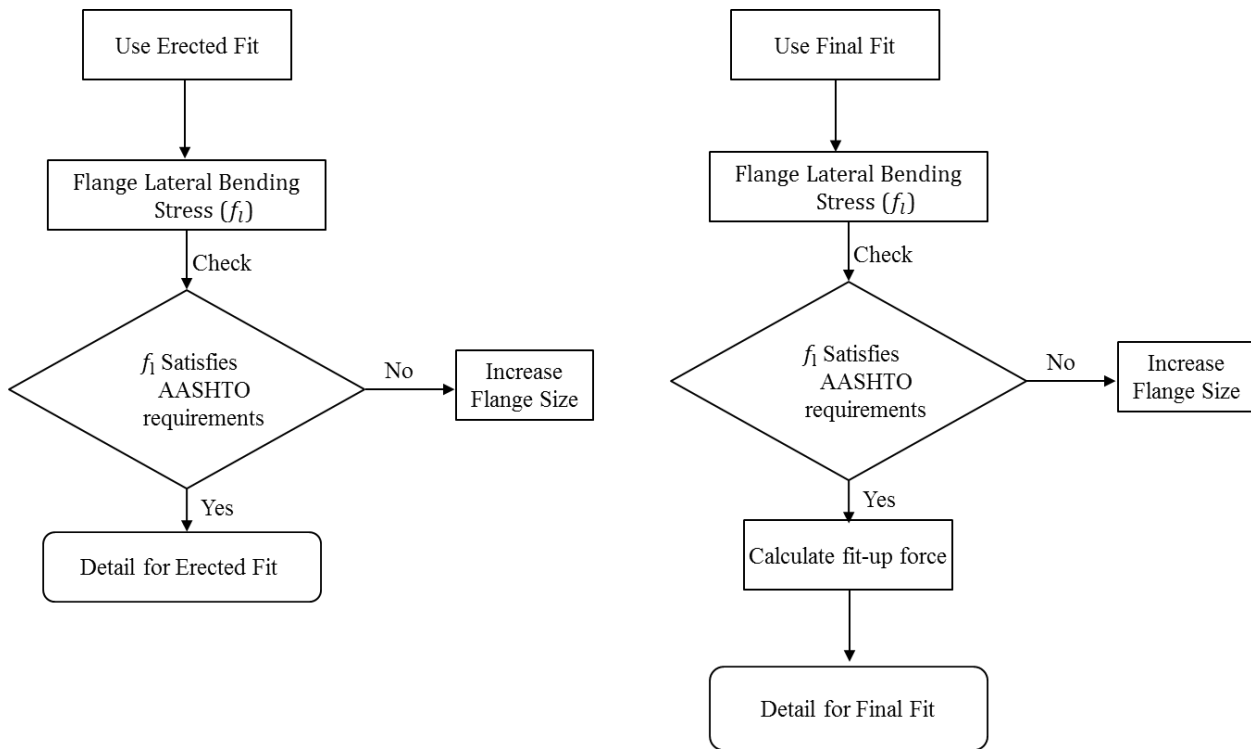 Use Erected Fit
Flange Lateral Bending
Stress (fₗ)
Check
fₗ Satisfies
AASHTO
requirements
No
Increase
Flange Size
Yes
Detail for Erected Fit
Use Final Fit
Flange Lateral Bending
Stress (fₗ)
Check
fₗ Satisfies
AASHTO
requirements
No
Increase
Flange Size
Yes
Calculate fit-up force
Detail for Final Fit